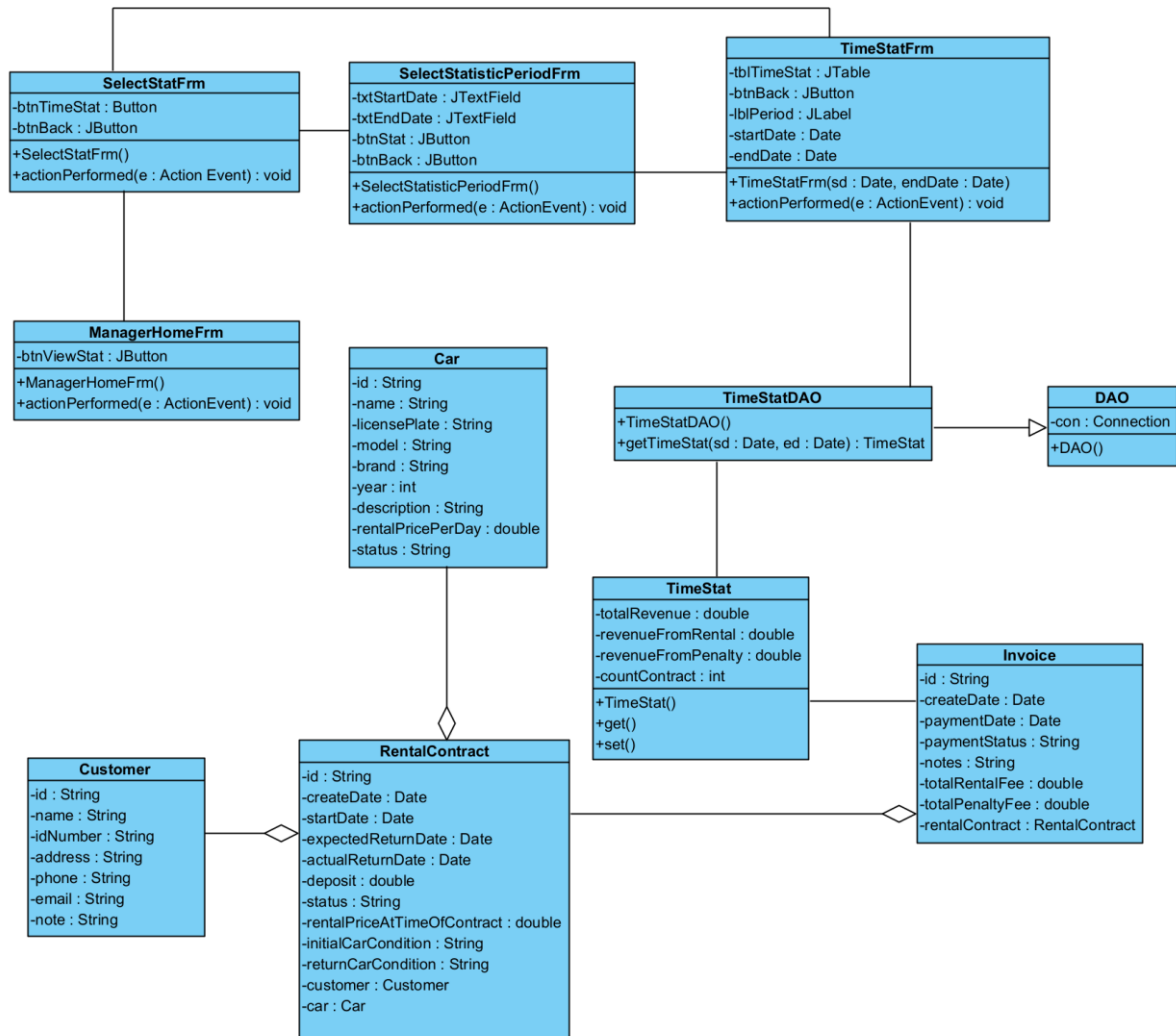 SelectStatFrm
-btnTimeStat : Button
-btnBack : JButton
+SelectStatFrm()
+actionPerformed(e : Action Event) : void
SelectStatisticPeriodFrm
-txtStartDate : JTextField
-txtEndDate : JTextField
-btnStat : JButton
-btnBack : JButton
+SelectStatisticPeriodFrm()
+actionPerformed(e : ActionEvent) : void
TimeStatFrm
-tblTimeStat : JTable
-btnBack : JButton
-lblPeriod : JLabel
-startDate : Date
-endDate : Date
+TimeStatFrm(sd : Date, endDate : Date)
+actionPerformed(e : ActionEvent) : void
ManagerHomeFrm
-btnViewStat : JButton
+ManagerHomeFrm()
+actionPerformed(e : ActionEvent) : void
Car
-id : String
-name : String
-licensePlate : String
-model : String
-brand : String
-year : int
-description : String
-rentalPricePerDay : double
-status : String
TimeStatDAO
+TimeStatDAO()
+getTimeStat(sd : Date, ed : Date) : TimeStat
DAO
-con : Connection
+DAO()
TimeStat
-totalRevenue : double
-revenueFromRental : double
-revenueFromPenalty : double
-countContract : int
+TimeStat()
+get()
+set()
Invoice
-id : String
-createDate : Date
-paymentDate : Date
-paymentStatus : String
-notes : String
-totalRentalFee : double
-totalPenaltyFee : double
-rentalContract : RentalContract
Customer
-id : String
-name : String
-idNumber : String
-address : String
-phone : String
-email : String
-note : String
RentalContract
-id : String
-createDate : Date
-startDate : Date
-expectedReturnDate : Date
-actualReturnDate : Date
-deposit : double
-status : String
-rentalPriceAtTimeOfContract : double
-initialCarCondition : String
-returnCarCondition : String
-customer : Customer
-car : Car